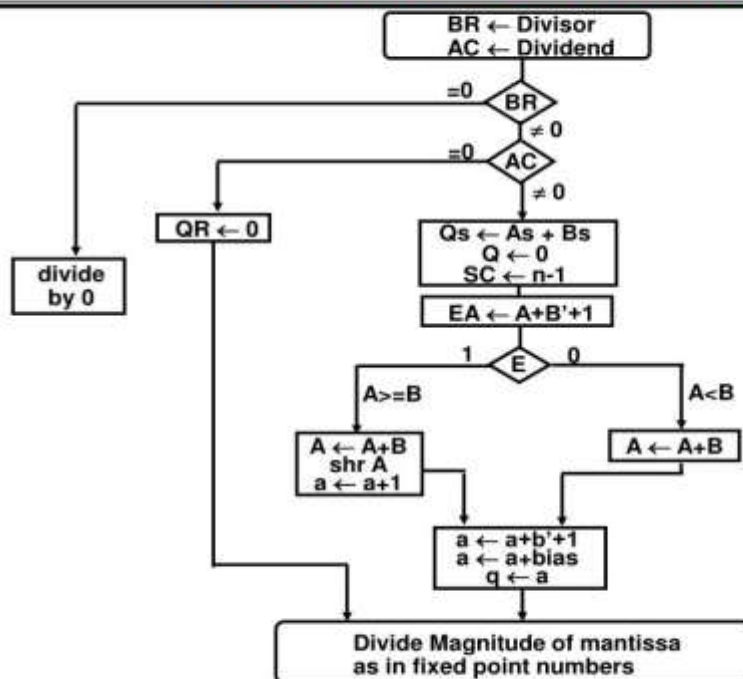 BR ← Divisor
AC ← Dividend
=0
BR
≠ 0
=0
AC
≠ 0
QR ← 0
Qs ← As + Bs
Q ← 0
SC ← n-1
divide
by 0
EA ← A+B'+1
1
E
0
A>=B
A<B
A ← A+B
shr A
a ← a+1
A ← A+B
a ← a+b'+1
a ← a+bias
q ← a
Divide Magnitude of mantissa
as in fixed point numbers